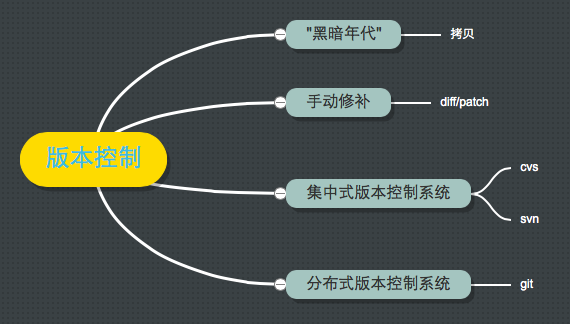 版本控制
"黑暗年代"
拷贝
手动修补
diff/patch
集中式版本控制系统
cvs
svn
分布式版本控制系统
git